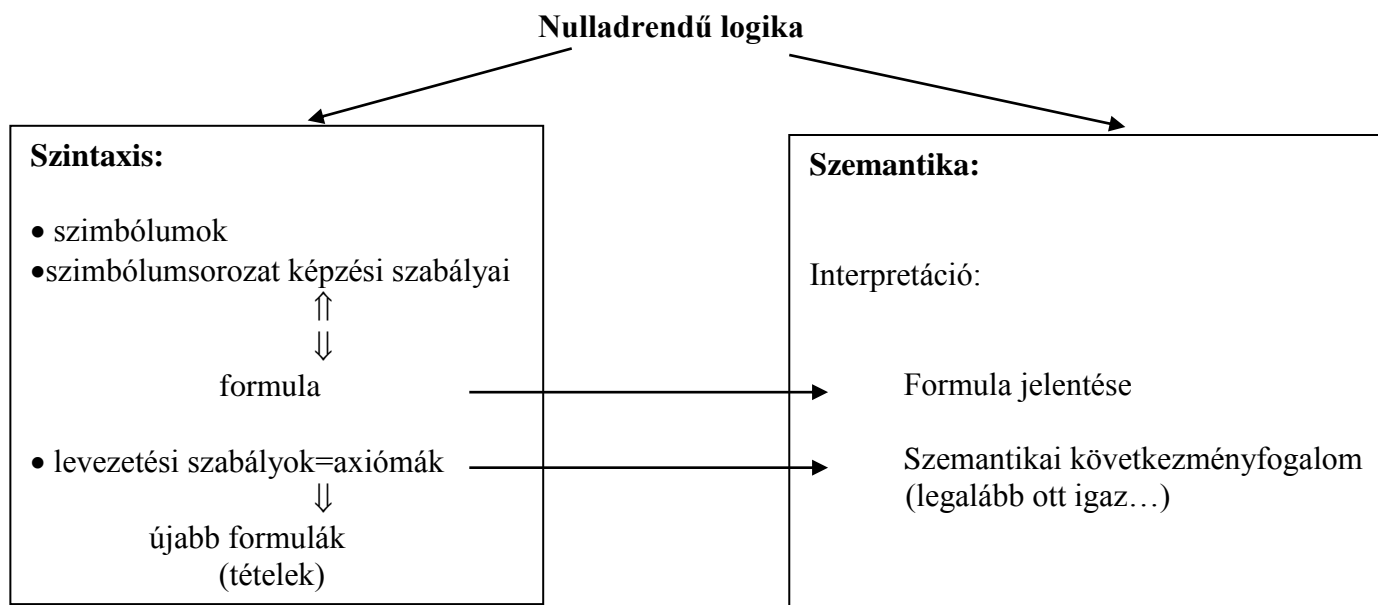 Nulladrendű logika
Szintaxis:
• szimbólumok
•szimbólumsorozat képzési szabályai
⇑
⇓
formula
• levezetési szabályok=axiómák
⇓
újabb formulák
(tételek)
Szemantika:
Interpretáció:
Formula jelentése
Szemantikai következményfogalom
(legalább ott igaz…)